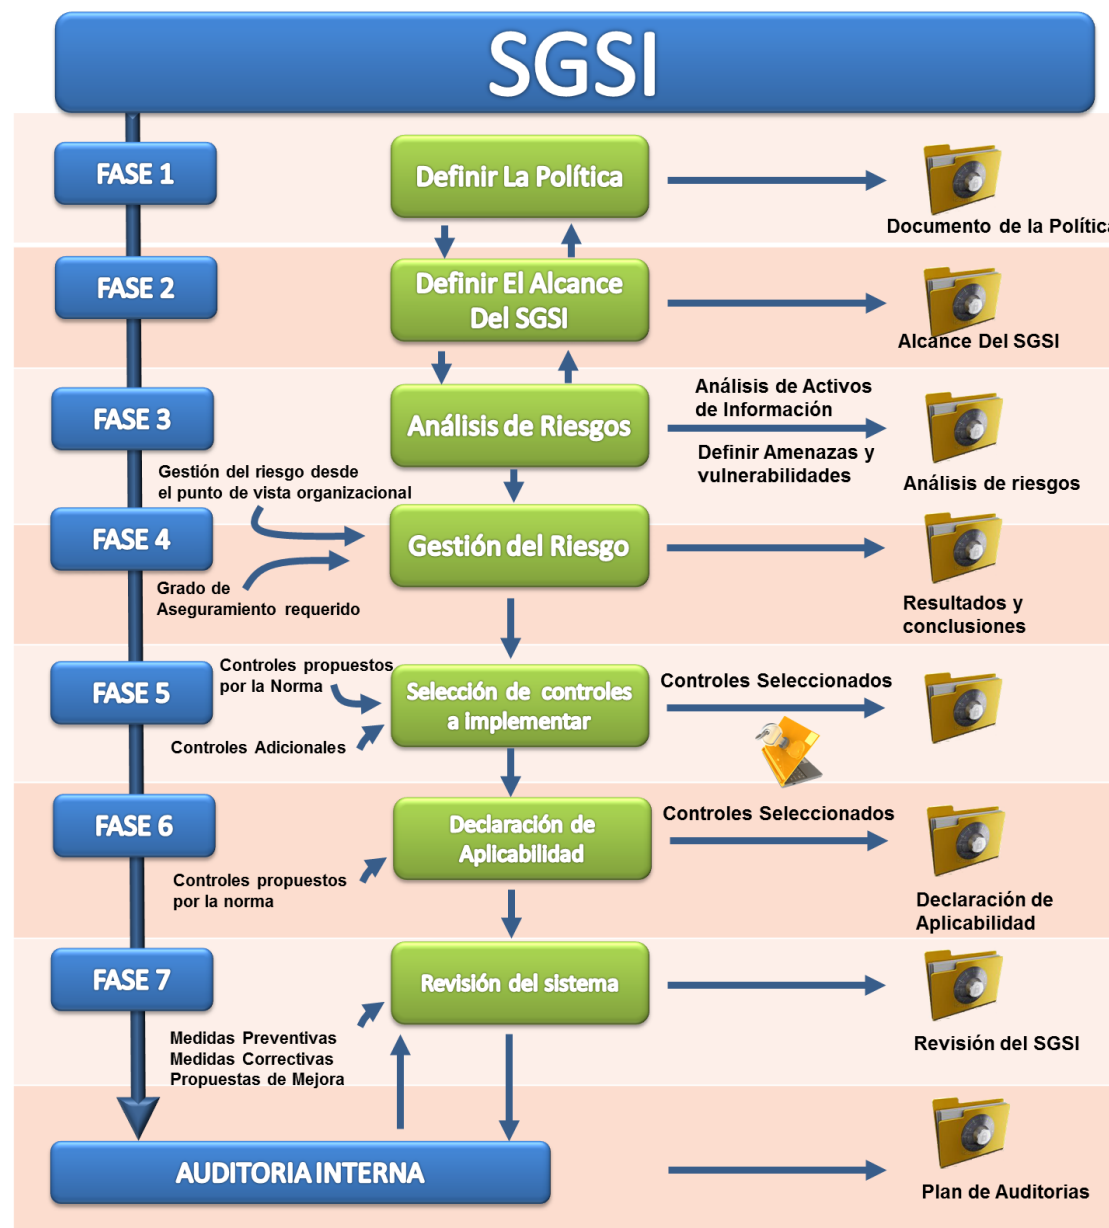 SGSI
FASE 1
Definir La Política
Documento de la Política
FASE 2
Definir El Alcance
Del SGSI
Alcance Del SGSI
FASE 3
Análisis de Riesgos
Análisis de Activos
de Información
Definir Amenazas y
vulnerabilidades
Análisis de riesgos
Gestión del riesgo desde
el punto de vista organizacional
FASE 4
Gestión del Riesgo
Grado de
Aseguramiento requerido
Resultados y
conclusiones
FASE 5
Controles propuestos
por la Norma
Controles Adicionales
Selección de controles
a implementar
Controles Seleccionados
FASE 6
Declaración de
Aplicabilidad
Controles Seleccionados
Controles propuestos
por la norma
Declaración de
Aplicabilidad
FASE 7
Revisión del sistema
Medidas Preventivas
Medidas Correctivas
Propuestas de Mejora
Revisión del SGSI
AUDITORIA INTERNA
Plan de Auditorias